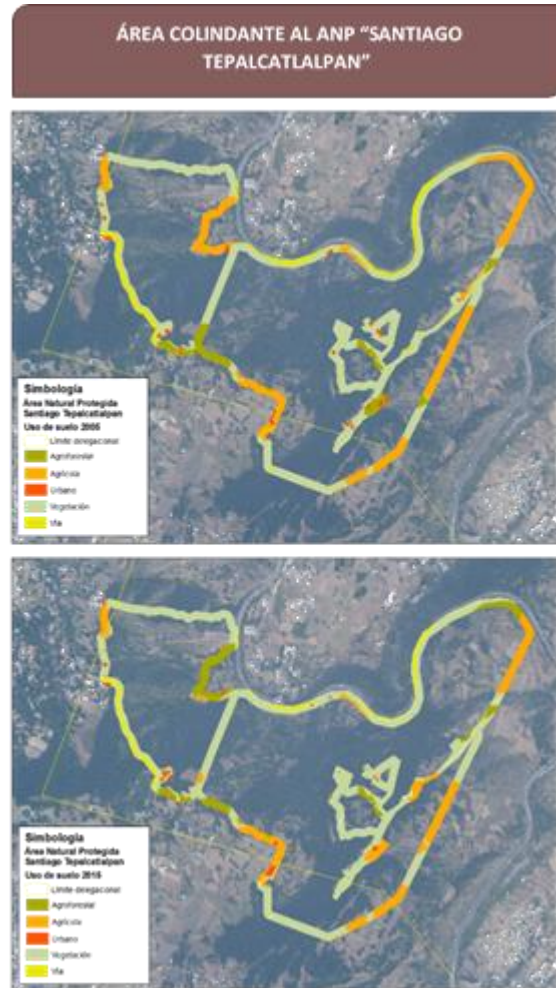 ÁREA COLINDANTE AL ANP “SANTIAGO
TEPALCATLALPAN”
Simbología
Área Natural Protegida
Santiago Tepalcatlalpan
Uso de suelo 2005
Límite delegacional
Agroforestal
Agrícola
Urbano
Vegetación
Vía
Simbología
Área Natural Protegida
Santiago Tepalcatlalpan
Uso de suelo 2015
Límite delegacional
Agroforestal
Agrícola
Urbano
Vegetación
Vía